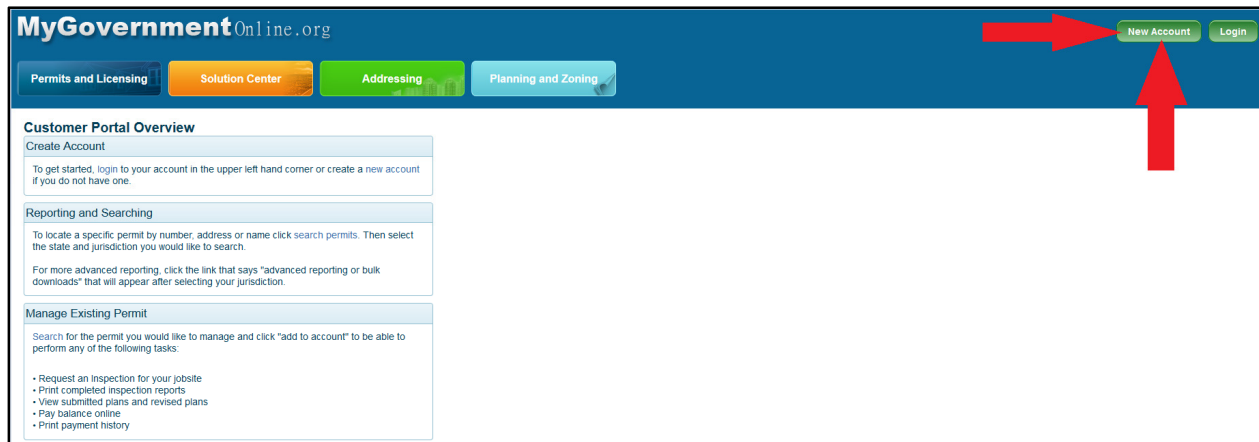 MyGovernmentOnline.org
New Account
Login
Permits and Licensing
Solution Center
Addressing
Planning and Zoning
Customer Portal Overview
Create Account
To get started, login to your account in the upper left hand corner or create a new account
if you do not have one.
Reporting and Searching
To locate a specific permit by number, address or name click search permits. Then select
the state and jurisdiction you would like to search.
For more advanced reporting, click the link that says "advanced reporting or bulk
downloads" that will appear after selecting your jurisdiction.
Manage Existing Permit
Search for the permit you would like to manage and click "add to account" to be able to
perform any of the following tasks:
• Request an Inspection for your jobsite
• Print completed inspection reports
• View submitted plans and revised plans
• Pay balance online
• Print payment history